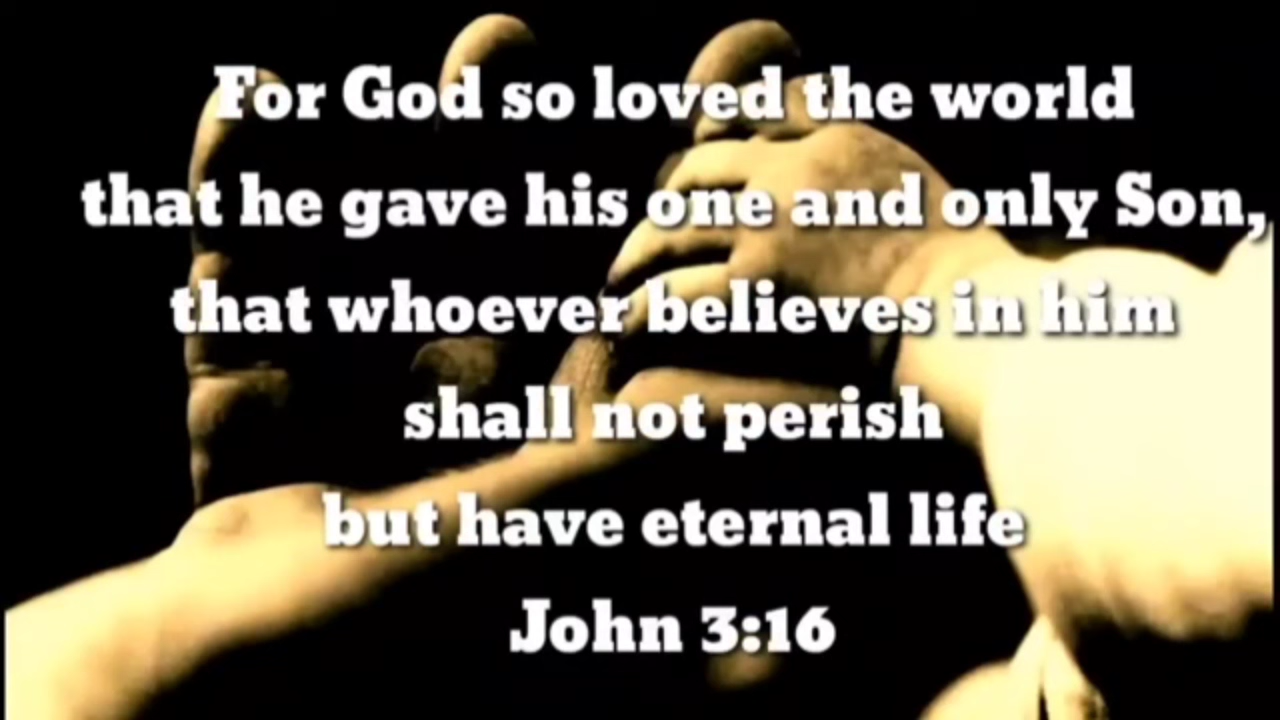 For God so loved the world
that he gave his one and only Son,
that whoever believes in him
shall not perish
but have eternal life
John 3:16